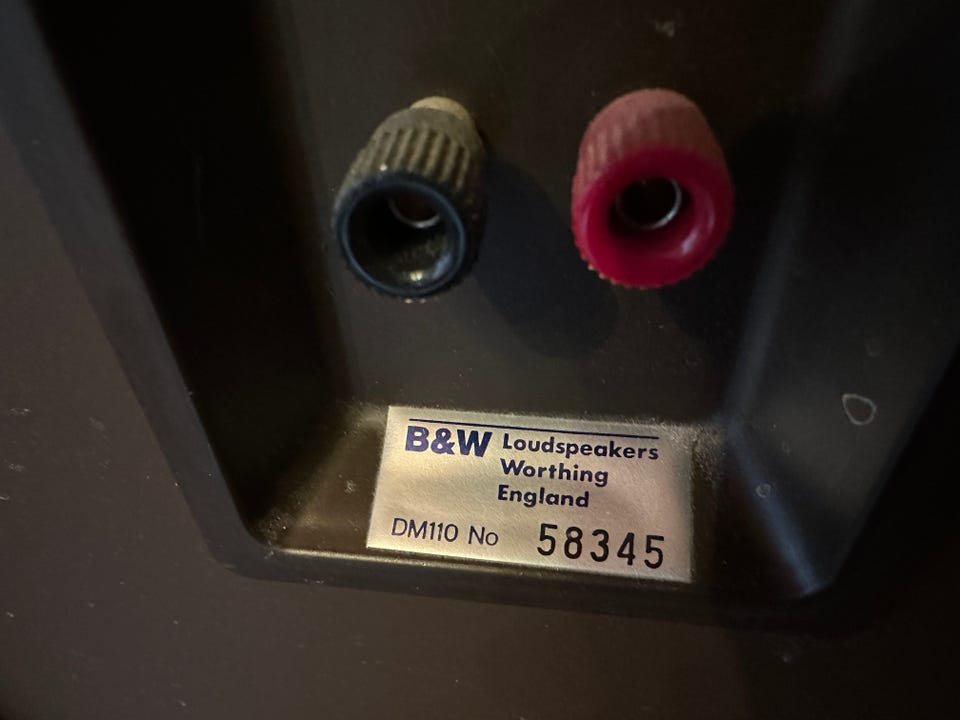 B&W Loudspeakers
Worthing
England
DM110 No 58345